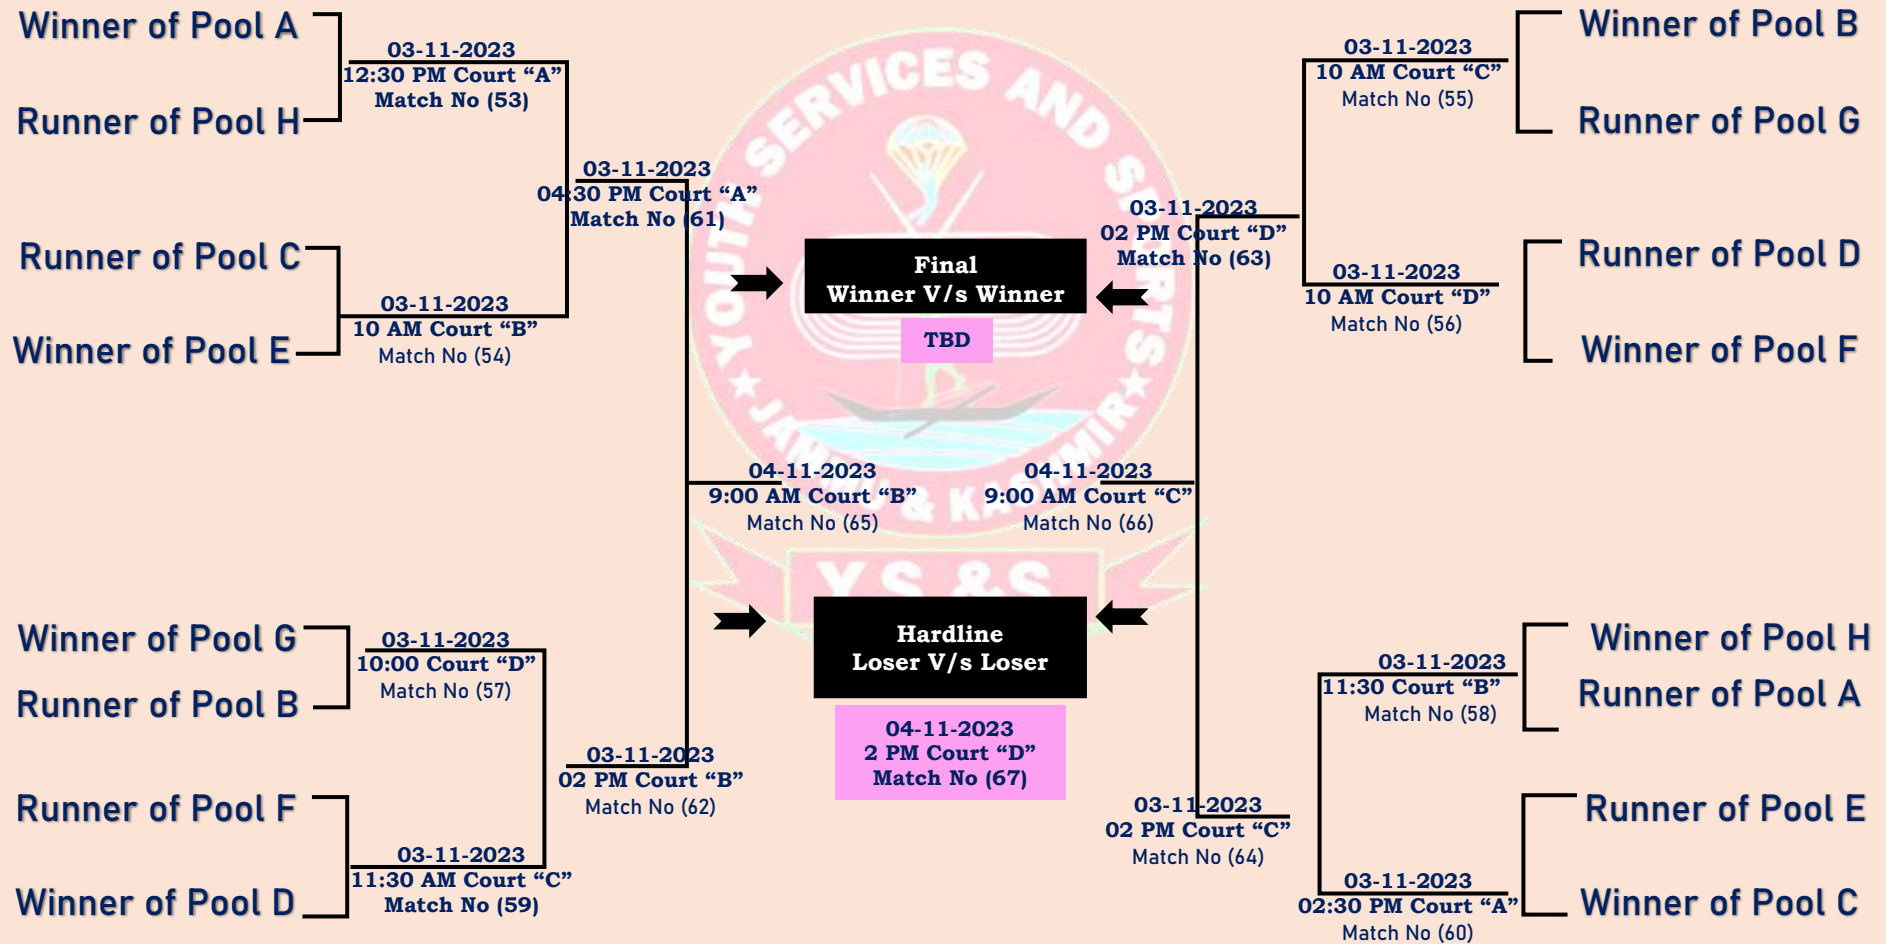 Winner of Pool A
03-11-2023
12:30 PM Court “A”
Match No (53)
Runner of Pool H
03-11-2023
04:30 PM Court “A”
Match No (61)
Runner of Pool C
03-11-2023
10 AM Court “B”
Match No (54)
Winner of Pool E
Winner of Pool G
03-11-2023
10:00 Court “D”
Match No (57)
Runner of Pool B
03-11-2023
02 PM Court “B”
Match No (62)
Runner of Pool F
03-11-2023
11:30 AM Court “C”
Match No (59)
Winner of Pool D
04-11-2023
9:00 AM Court “B”
Match No (65)
YOUTH SERVICES AND SPORTS
JAMMU & KASHMIR
Y S & S
Final
Winner V/s Winner
TBD
Hardline
Loser V/s Loser
04-11-2023
2 PM Court “D”
Match No (67)
04-11-2023
9:00 AM Court “C”
Match No (66)
Winner of Pool B
03-11-2023
10 AM Court “C”
Match No (55)
Runner of Pool G
03-11-2023
02 PM Court “D”
Match No (63)
Runner of Pool D
03-11-2023
10 AM Court “D”
Match No (56)
Winner of Pool F
Winner of Pool H
03-11-2023
11:30 Court “B”
Match No (58)
Runner of Pool A
03-11-2023
02 PM Court “C”
Match No (64)
Runner of Pool E
03-11-2023
02:30 PM Court “A”
Match No (60)
Winner of Pool C